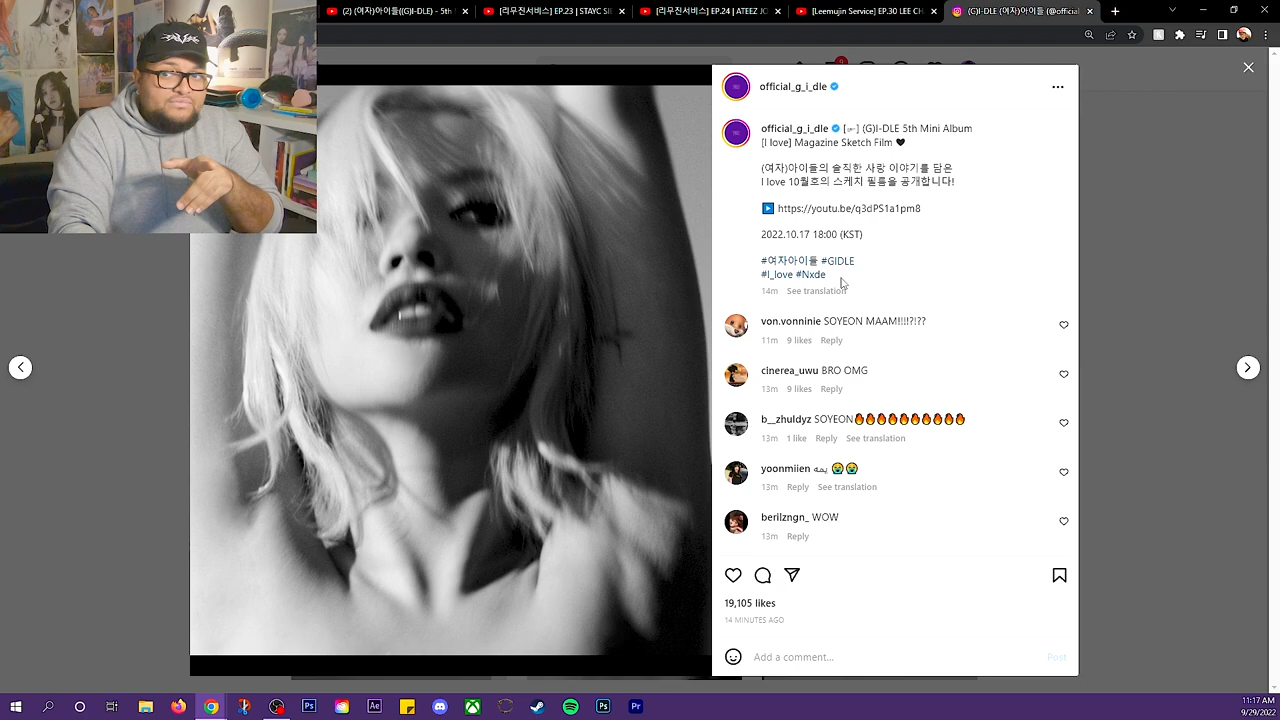 (2) (여자)아이들((G)I-DLE) - 5th
[리무진서비스] EP.23 | STAYC SI
[리무진서비스] EP.24 | ATEEZ JC
[Leemujin Service] EP.30 LEE CH
(G)I-DLE (여자)아이들 (@official
official_g_i_dle
official_g_i_dle [☞] (G)I-DLE 5th Mini Album
[I love] Magazine Sketch Film 🖤
(여자)아이들의 솔직한 사랑 이야기를 담은
I love 10월호의 스케치 필름을 공개합니다!
▶️ https://youtu.be/q3dPS1a1pm8
2022.10.17 18:00 (KST)
#여자아이들 #GIDLE
#I_love #Nxde
14m See translation
von.vonninie SOYEON MAAM!!!!?!??
11m 9 likes Reply
cinerea_uwu BRO OMG
13m 9 likes Reply
b__zhuldyz SOYEON🔥🔥🔥🔥🔥🔥🔥🔥🔥🔥
13m 1 like Reply See translation
yoonmiien يمه 😭😭
13m Reply See translation
berilzngn_ WOW
13m Reply
19,105 likes
14 MINUTES AGO
Add a comment...
Post
11:17 AM
9/29/2022